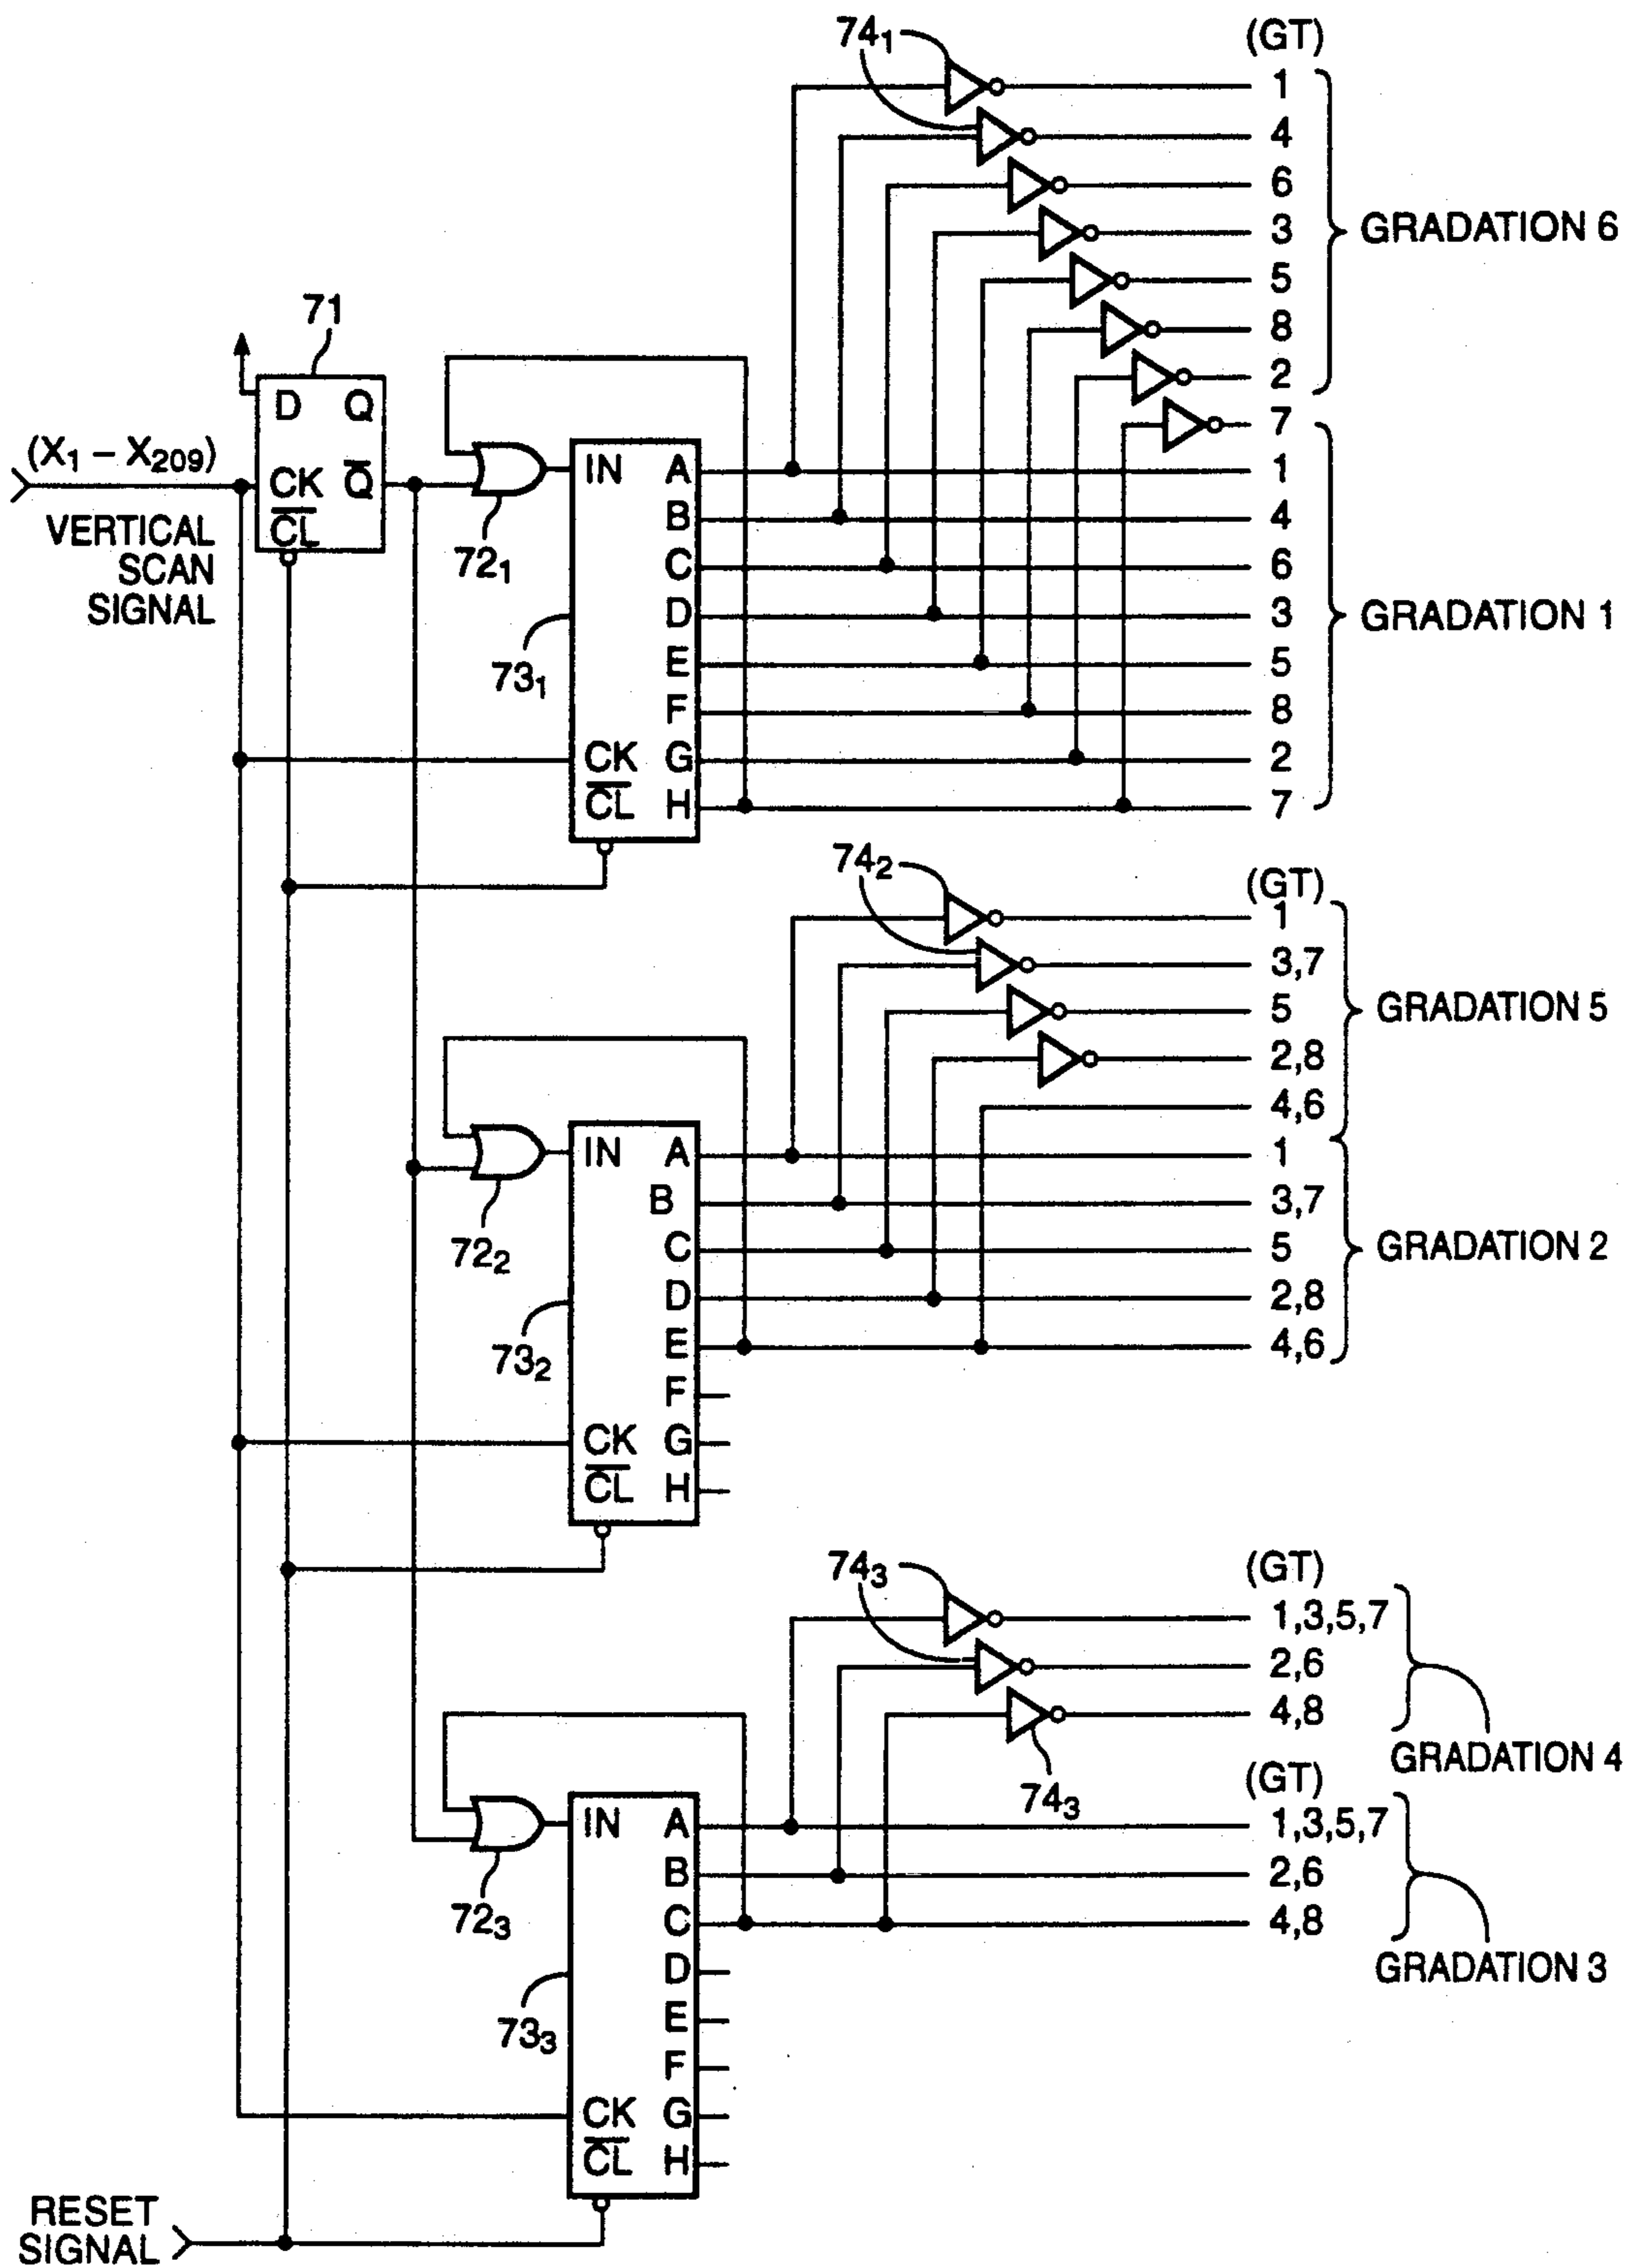 74₁
(GT)
1
4
6
3
5
8
2
GRADATION 6
7
1
4
6
3
5
8
2
7
GRADATION 1
71
D Q
CK Q̅
C̅L̅
(X₁ – X₂₀₉)
VERTICAL
SCAN
SIGNAL
72₁
73₁
IN A
B
C
D
E
F
CK G
C̅L̅ H
74₂
(GT)
1
3,7
5
2,8
4,6
GRADATION 5
1
3,7
5
2,8
4,6
GRADATION 2
72₂
73₂
IN A
B
C
D
E
F
CK G
C̅L̅ H
74₃
(GT)
1,3,5,7
2,6
4,8
GRADATION 4
74₃
(GT)
1,3,5,7
2,6
4,8
GRADATION 3
72₃
73₃
IN A
B
C
D
E
F
CK G
C̅L̅ H
RESET
SIGNAL